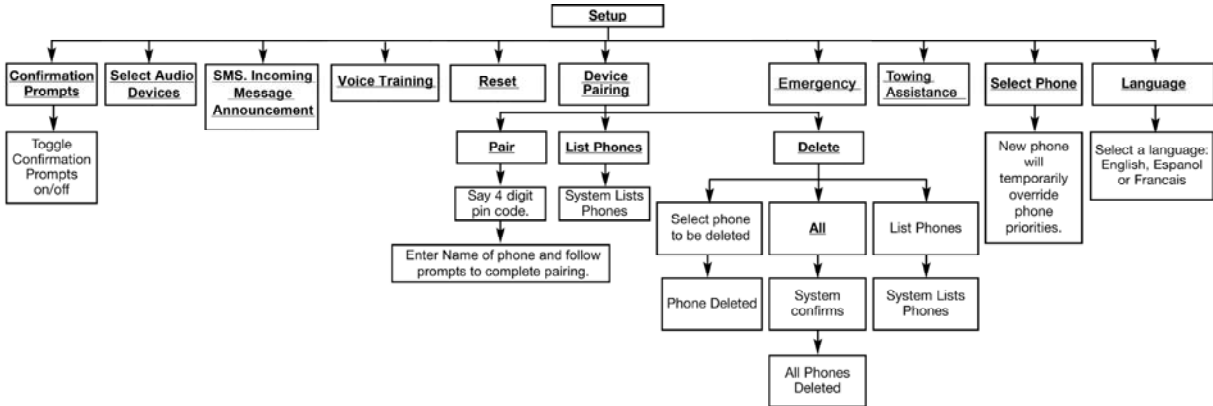 Setup
Confirmation
Prompts
Select Audio
Devices
SMS. Incoming
Message
Announcement
Voice Training
Reset
Device
Pairing
Emergency
Towing
Assistance
Select Phone
Language
Toggle
Confirmation
Prompts
on/off
Pair
List Phones
Delete
New phone
will
temporarily
override
phone
priorities.
Select a language:
English, Espanol
or Francais
Say 4 digit
pin code.
System Lists
Phones
Select phone
to be deleted
All
List Phones
Enter Name of phone and follow
prompts to complete pairing.
Phone Deleted
System
confirms
System Lists
Phones
All Phones
Deleted